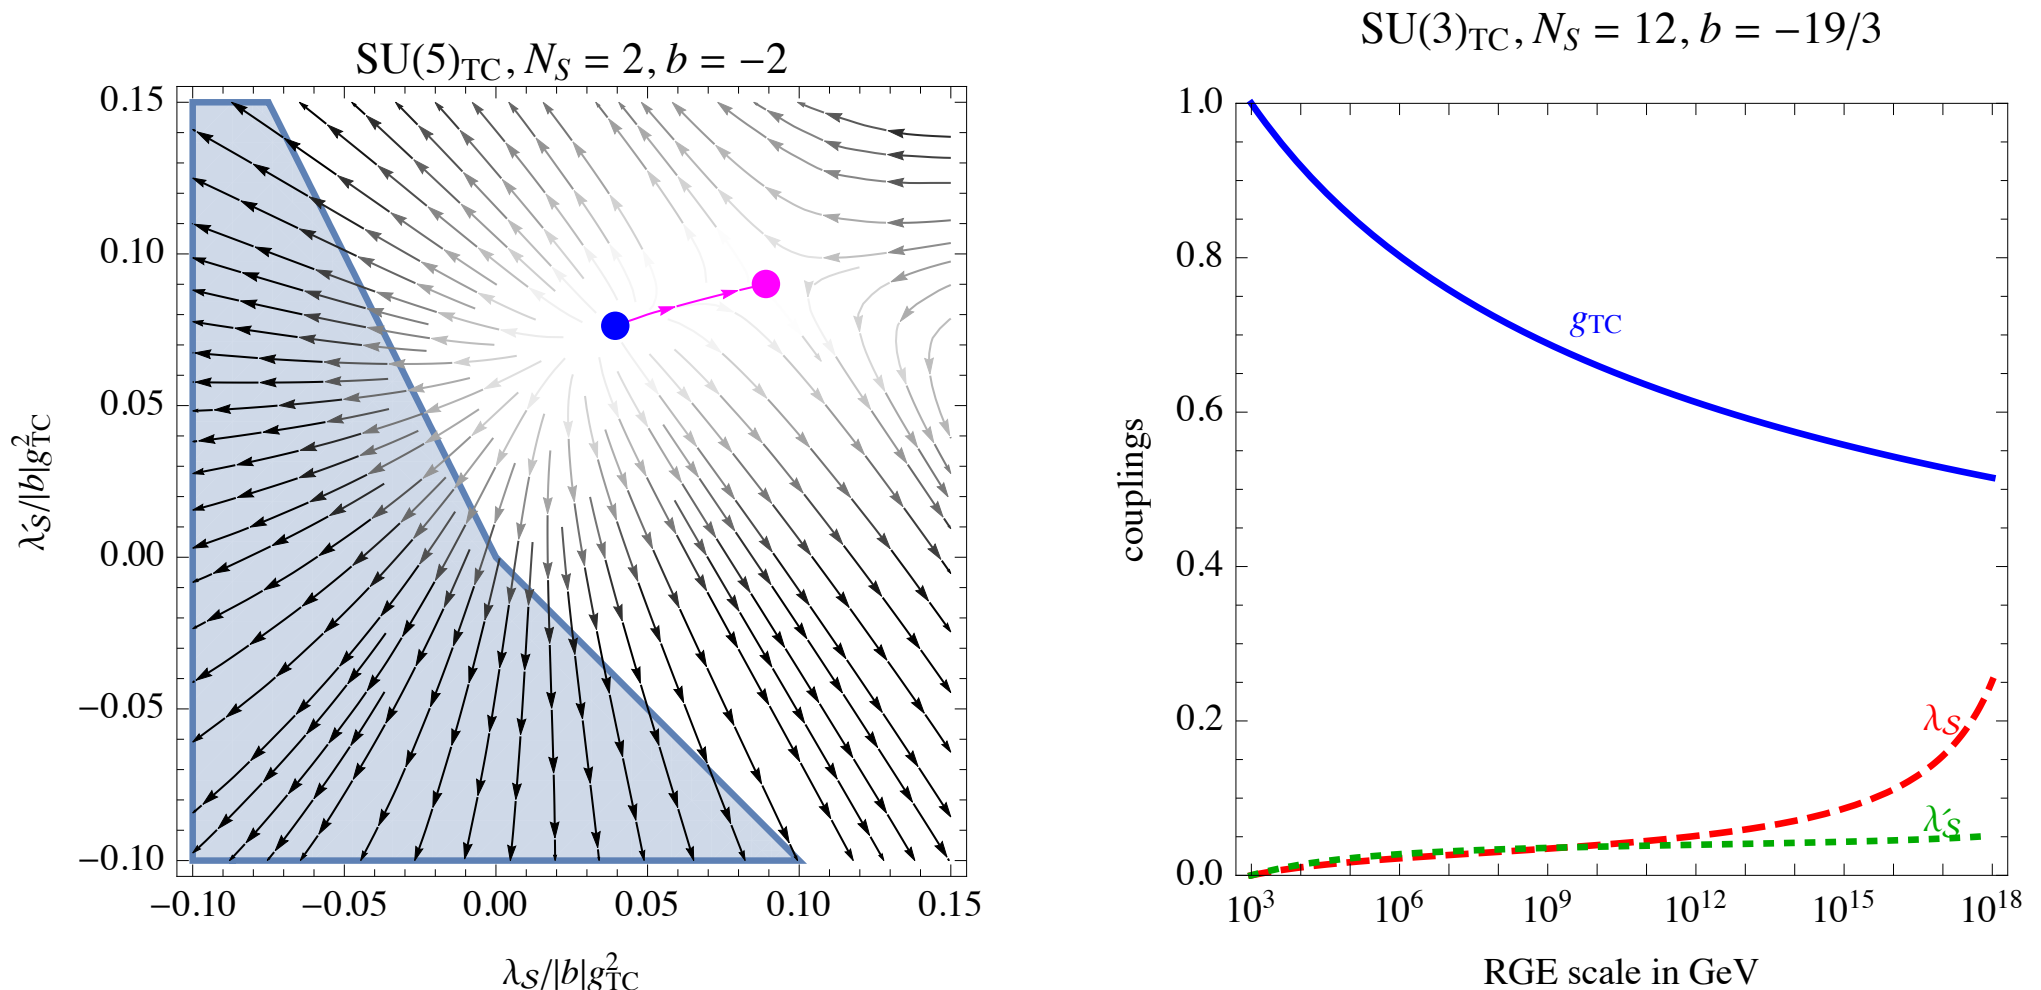 SU(5)TC, NS = 2, b = −2
0.15
0.10
0.05
0.00
−0.05
−0.10
λ′S/|b|g²TC
−0.10 −0.05 0.00 0.05 0.10 0.15
λS/|b|g²TC
SU(3)TC, NS = 12, b = −19/3
1.0
0.8
0.6
0.4
0.2
0.0
couplings
gTC
λS
λ′S
10³ 10⁶ 10⁹ 10¹² 10¹⁵ 10¹⁸
RGE scale in GeV